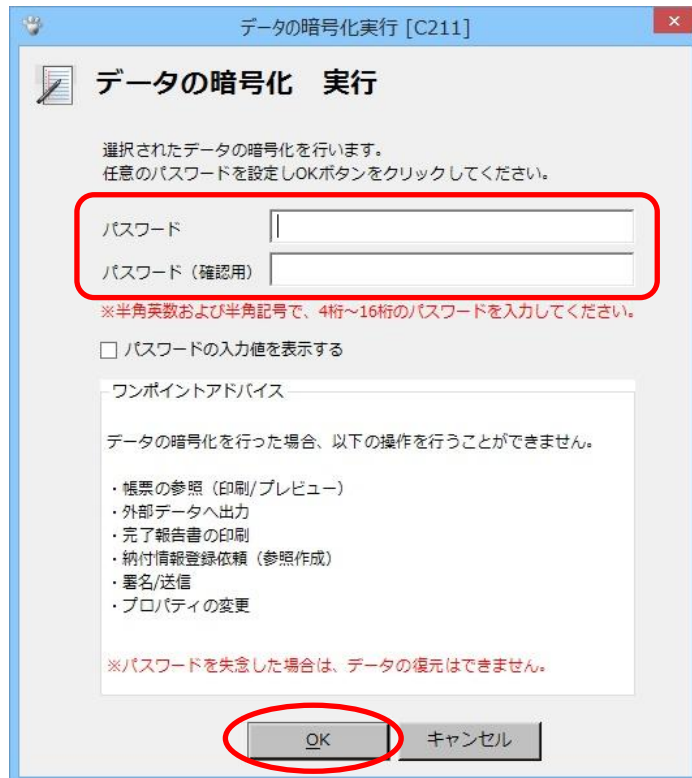 データの暗号化実行 [C211]
データの暗号化　実行
選択されたデータの暗号化を行います。
任意のパスワードを設定しOKボタンをクリックしてください。
パスワード
パスワード（確認用）
※半角英数および半角記号で、4桁～16桁のパスワードを入力してください。
パスワードの入力値を表示する
ワンポイントアドバイス
データの暗号化を行った場合、以下の操作を行うことができません。
・帳票の参照（印刷/プレビュー）
・外部データへ出力
・完了報告書の印刷
・納付情報登録依頼（参照作成）
・署名/送信
・プロパティの変更
※パスワードを失念した場合は、データの復元はできません。
OK キャンセル